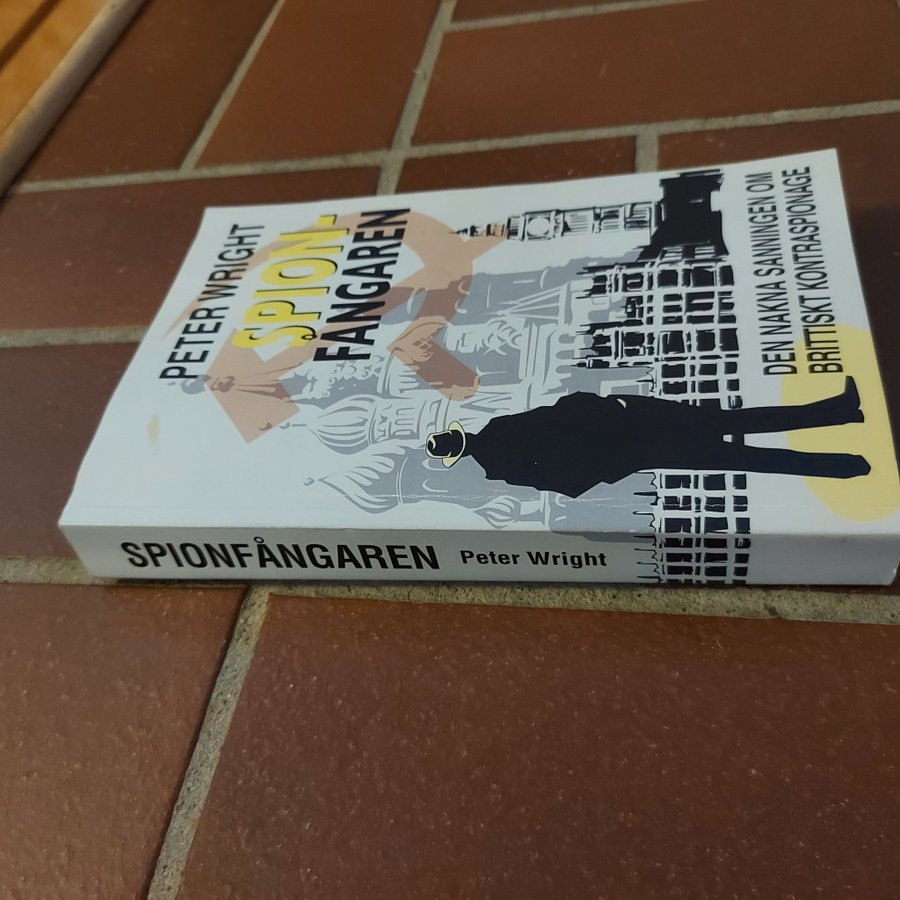 PETER WRIGHT
SPION-
FÅNGAREN
DEN NAKNA SANNINGEN OM
BRITTISKT KONTRASPIONAGE
SPIONFÅNGAREN Peter Wright